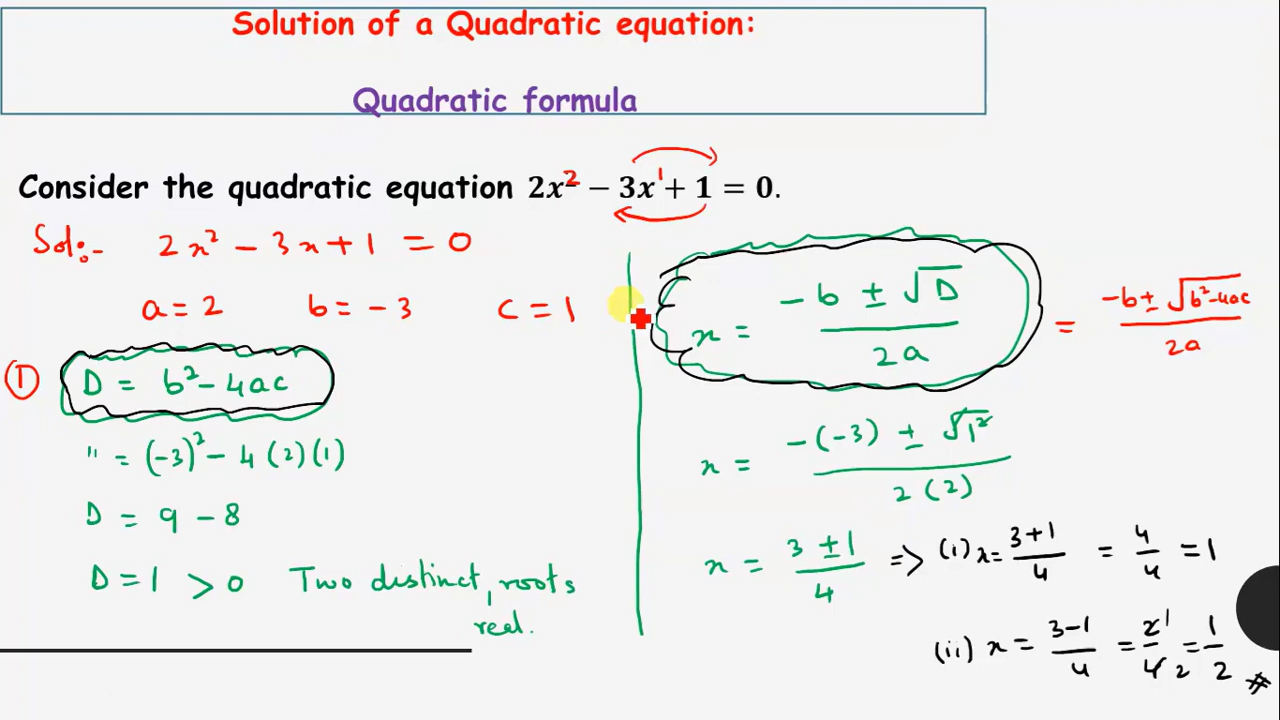 Solution of a Quadratic equation:
Quadratic formula
Consider the quadratic equation 2x² − 3x¹ + 1 = 0.
Sol:- 2x² − 3x + 1 = 0
a = 2 b = −3 c = 1
① D = b² − 4ac
" = (−3)² − 4(2)(1)
D = 9 − 8
D = 1 > 0 Two distinct, roots
real.
x = (−b ± √D)/(2a) = (−b ± √(b²−4ac))/(2a)
x = (−(−3) ± √1²)/(2(2))
x = (3 ± 1)/4 => (i) x = (3+1)/4 = 4/4 = 1
(ii) x = (3−1)/4 = 2/4 = 1/2